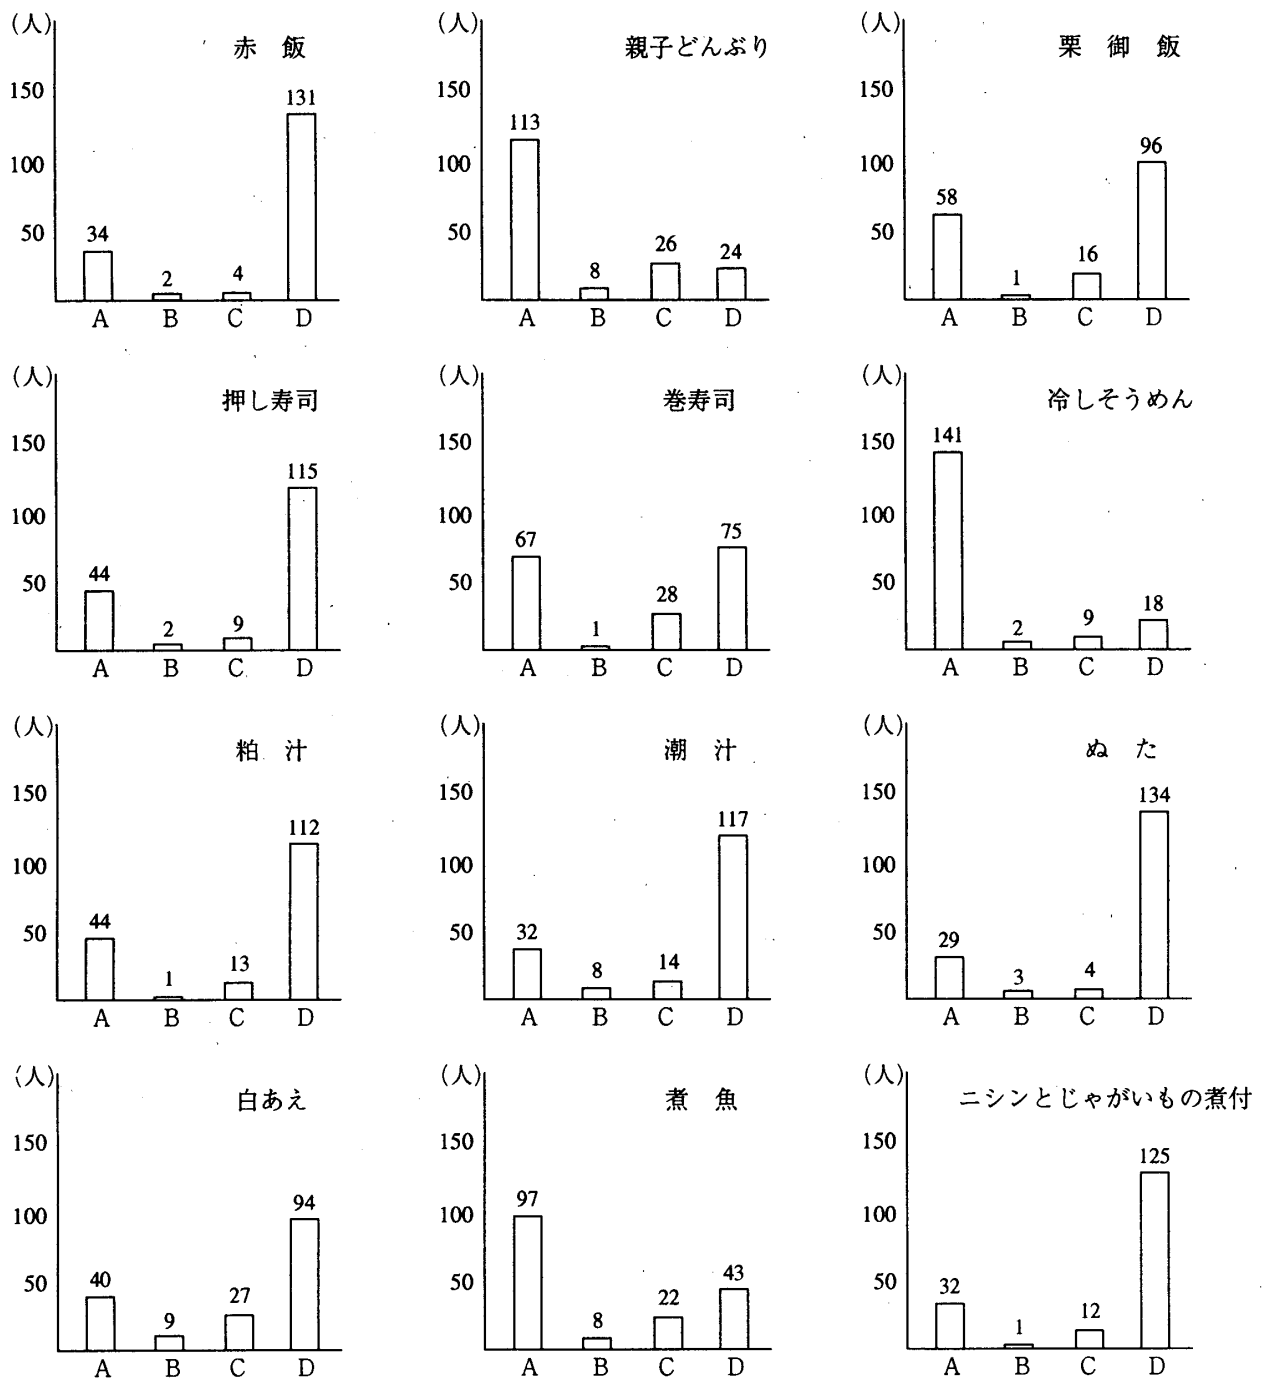 (人) (人) (人)
赤 飯 親子どんぶり 栗 御 飯
150 150 150
131 113 96
100 100 100
34 58
50 26 24 50 50
2 4 8 1 16
A B C D A B C D A B C D
(人) (人) (人)
押し寿司 巻寿司 冷しそうめん
150 150 141 150
115 75
100 100 100
44 67
50 50 28 50
2 9 1 2 9 18
A B C D A B C D A B C D
(人) (人) (人)
粕 汁 潮 汁 ぬ た
150 150 150
112 117 134
100 100 100
44 32 29
50 50 50
1 13 8 14 3 4
A B C D A B C D A B C D
(人) (人) (人)
白あえ 煮 魚 ニシンとじゃがいもの煮付
150 150 150
94 97 125
100 100 100
40 43 32
50 50 50
9 27 8 22 1 12
A B C D A B C D A B C D